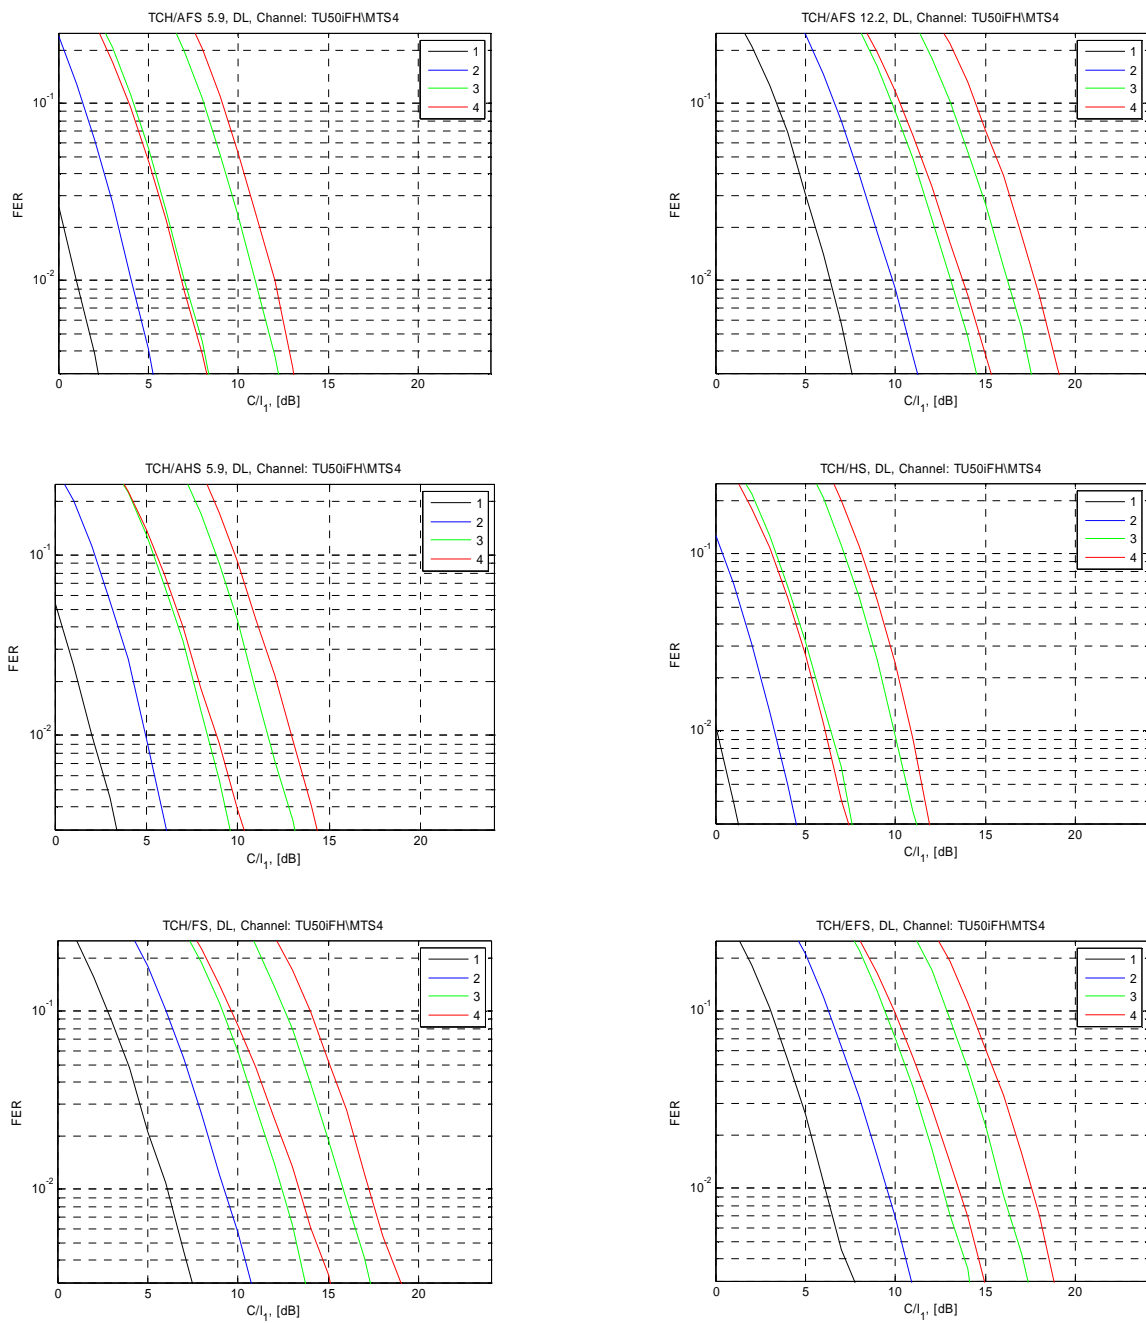 TCH/AFS 5.9, DL, Channel: TU50iFH\MTS4
FER
10^-1
10^-2
0 5 10 15 20
C/I_1, [dB]
1
2
3
4
TCH/AFS 12.2, DL, Channel: TU50iFH\MTS4
FER
10^-1
10^-2
0 5 10 15 20
C/I_1, [dB]
1
2
3
4
TCH/AHS 5.9, DL, Channel: TU50iFH\MTS4
FER
10^-1
10^-2
0 5 10 15 20
C/I_1, [dB]
1
2
3
4
TCH/HS, DL, Channel: TU50iFH\MTS4
FER
10^-1
10^-2
0 5 10 15 20
C/I_1, [dB]
1
2
3
4
TCH/FS, DL, Channel: TU50iFH\MTS4
FER
10^-1
10^-2
0 5 10 15 20
C/I_1, [dB]
1
2
3
4
TCH/EFS, DL, Channel: TU50iFH\MTS4
FER
10^-1
10^-2
0 5 10 15 20
C/I_1, [dB]
1
2
3
4